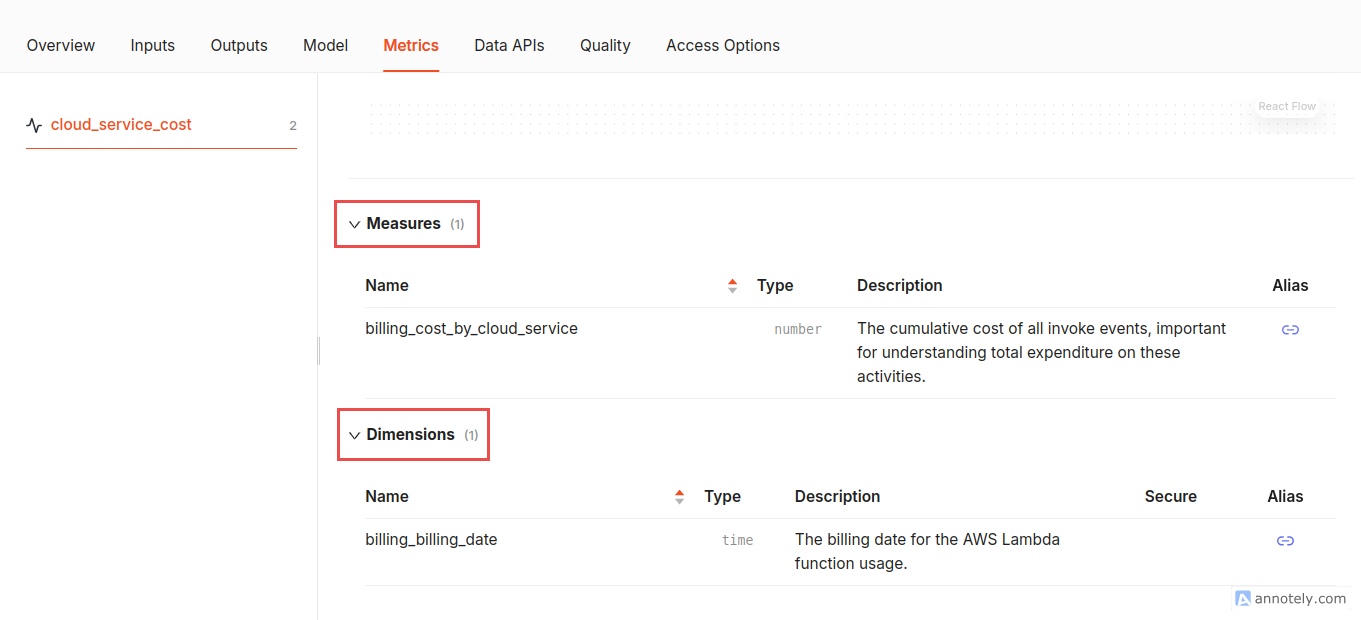 Overview Inputs Outputs Model Metrics Data APIs Quality Access Options
cloud_service_cost 2
React Flow
Measures (1)
Name Type Description Alias
billing_cost_by_cloud_service number The cumulative cost of all invoke events, important
for understanding total expenditure on these
activities.
Dimensions (1)
Name Type Description Secure Alias
billing_billing_date time The billing date for the AWS Lambda
function usage.
annotely.com